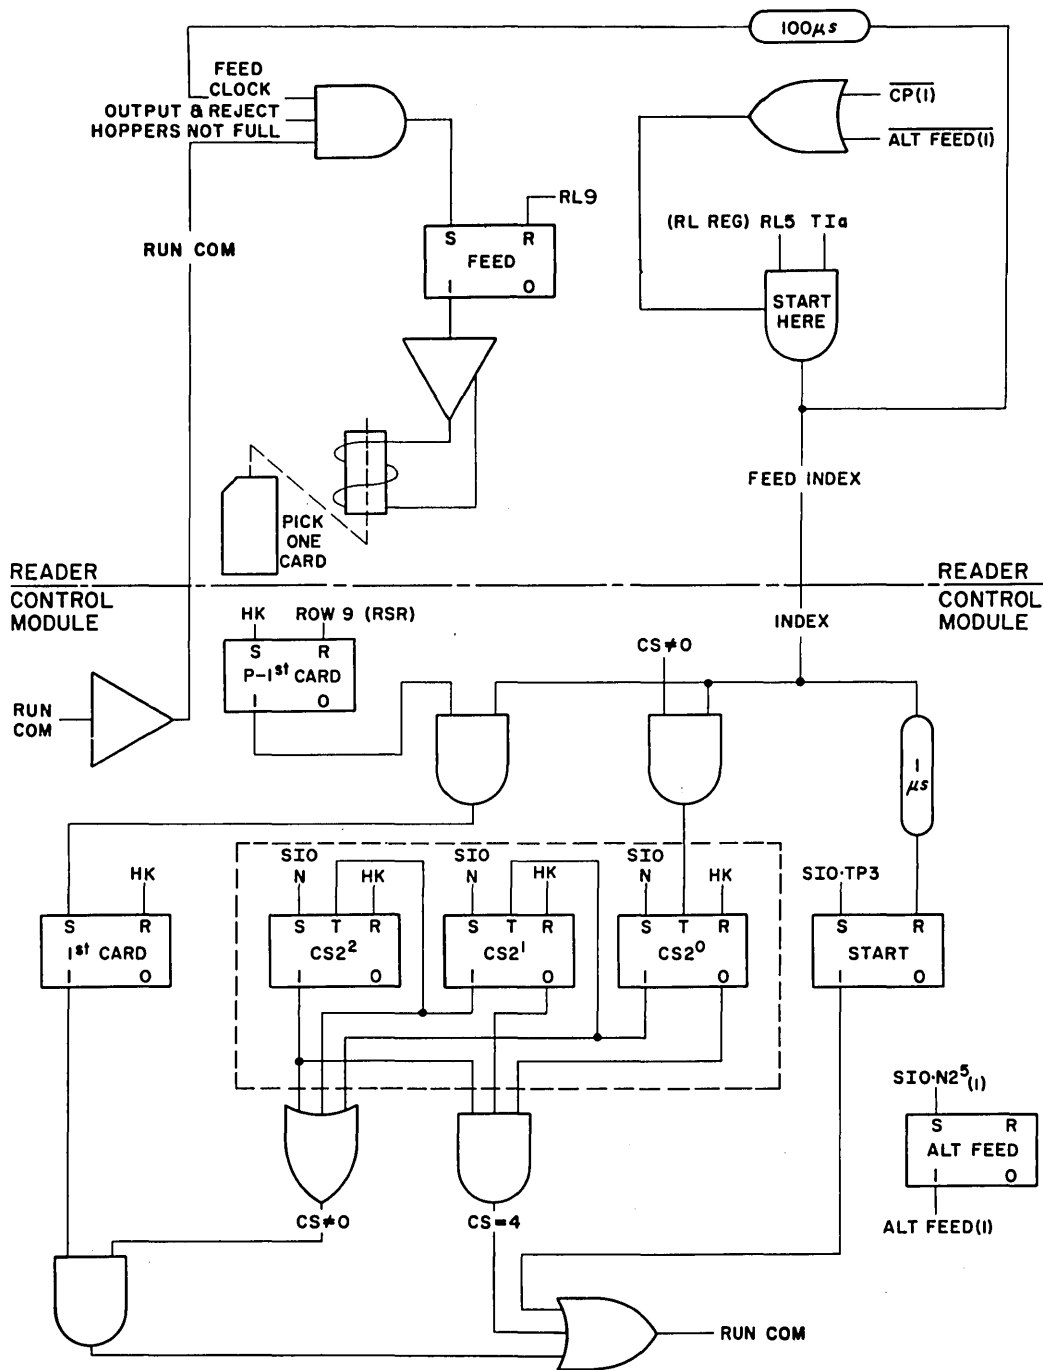 100μs
FEED
CLOCK
OUTPUT & REJECT
HOPPERS NOT FULL
CP(1)
ALT FEED(1)
RL9
(RL REG) RL5 TIa
S R
FEED
1 0
RUN COM
START
HERE
FEED INDEX
PICK
ONE
CARD
READER
CONTROL
MODULE
READER
CONTROL
MODULE
INDEX
HK ROW 9 (RSR)
S R
P-1st CARD
1 0
CS≠0
RUN
COM
1
μs
HK
S R
1st CARD
1 0
SIO
N HK
S T R
CS2²
1 0
SIO
N HK
S T R
CS2¹
1 0
SIO
N HK
S T R
CS2⁰
1 0
SIO·TP3
S R
START
1 0
SIO·N2⁵(1)
S R
ALT FEED
1 0
ALT FEED(1)
CS≠0
CS=4
RUN COM